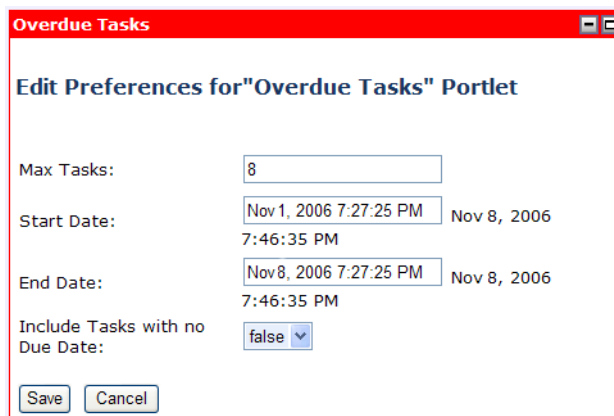 Overdue Tasks
Edit Preferences for"Overdue Tasks" Portlet
Max Tasks: 8
Start Date: Nov 1, 2006 7:27:25 PM Nov 8, 2006
7:46:35 PM
End Date: Nov 8, 2006 7:27:25 PM Nov 8, 2006
7:46:35 PM
Include Tasks with no
Due Date: false
Save Cancel